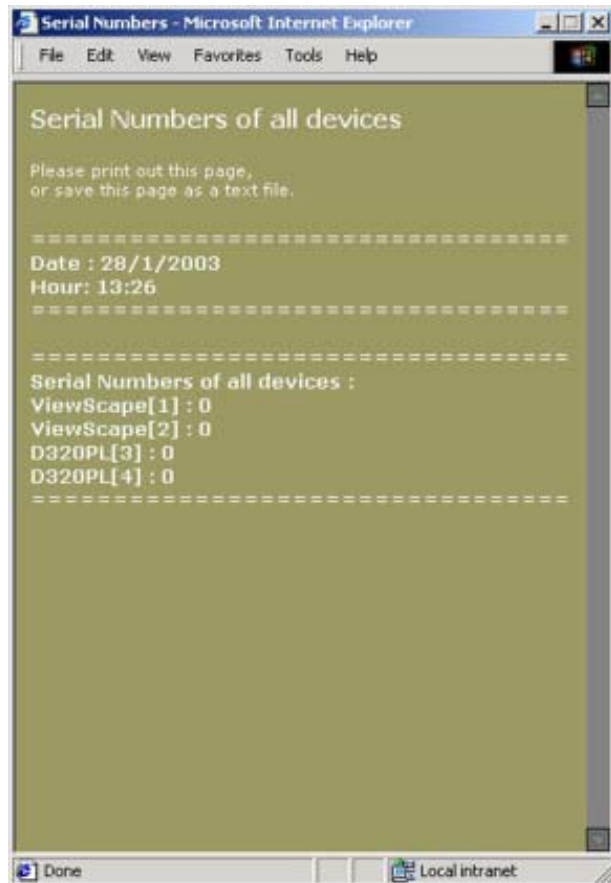 Serial Numbers - Microsoft Internet Explorer
File Edit View Favorites Tools Help
Serial Numbers of all devices
Please print out this page,
or save this page as a text file.
=================================
Date : 28/1/2003
Hour: 13:26
=================================
=================================
Serial Numbers of all devices :
ViewScape[1] : 0
ViewScape[2] : 0
D320PL[3] : 0
D320PL[4] : 0
=================================
Done
Local intranet